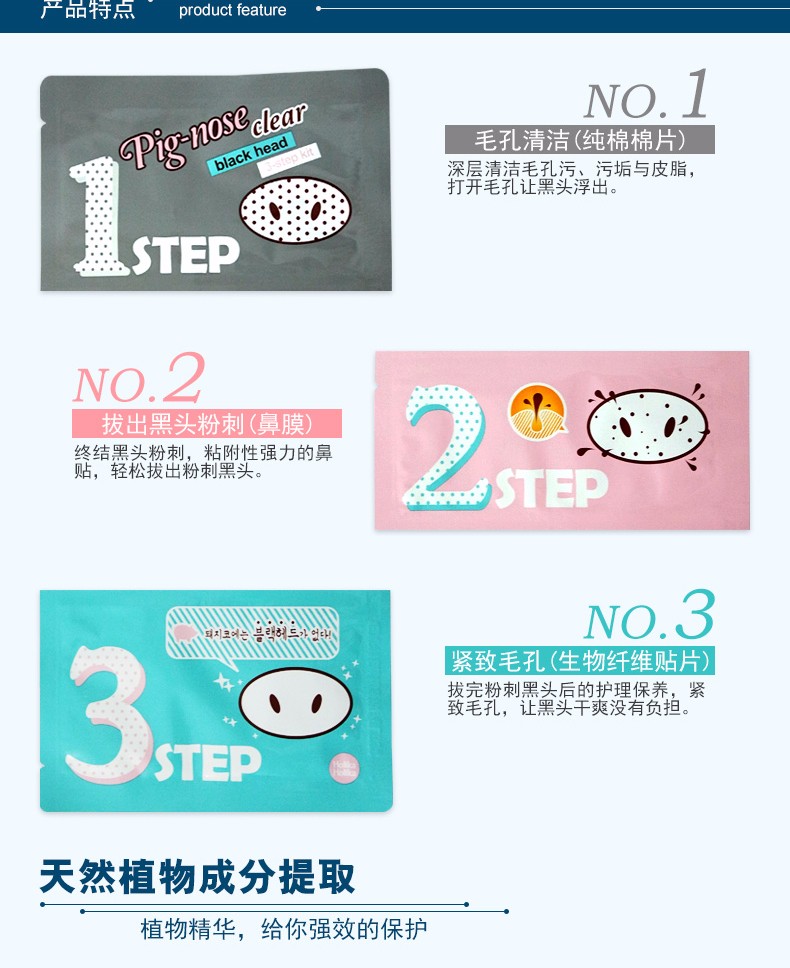 产品特点
product feature
Pig-nose clear
black head
3-step kit
1 STEP
NO.1
毛孔清洁(纯棉棉片)
深层清洁毛孔污、污垢与皮脂，
打开毛孔让黑头浮出。
NO.2
拔出黑头粉刺(鼻膜)
终结黑头粉刺，粘附性强力的鼻
贴，轻松拔出粉刺黑头。
2 STEP
돼지코에는 블랙헤드가 없다!
3 STEP
Holika
Holika
NO.3
紧致毛孔(生物纤维贴片)
拔完粉刺黑头后的护理保养，紧
致毛孔，让黑头干爽没有负担。
天然植物成分提取
植物精华，给你强效的保护